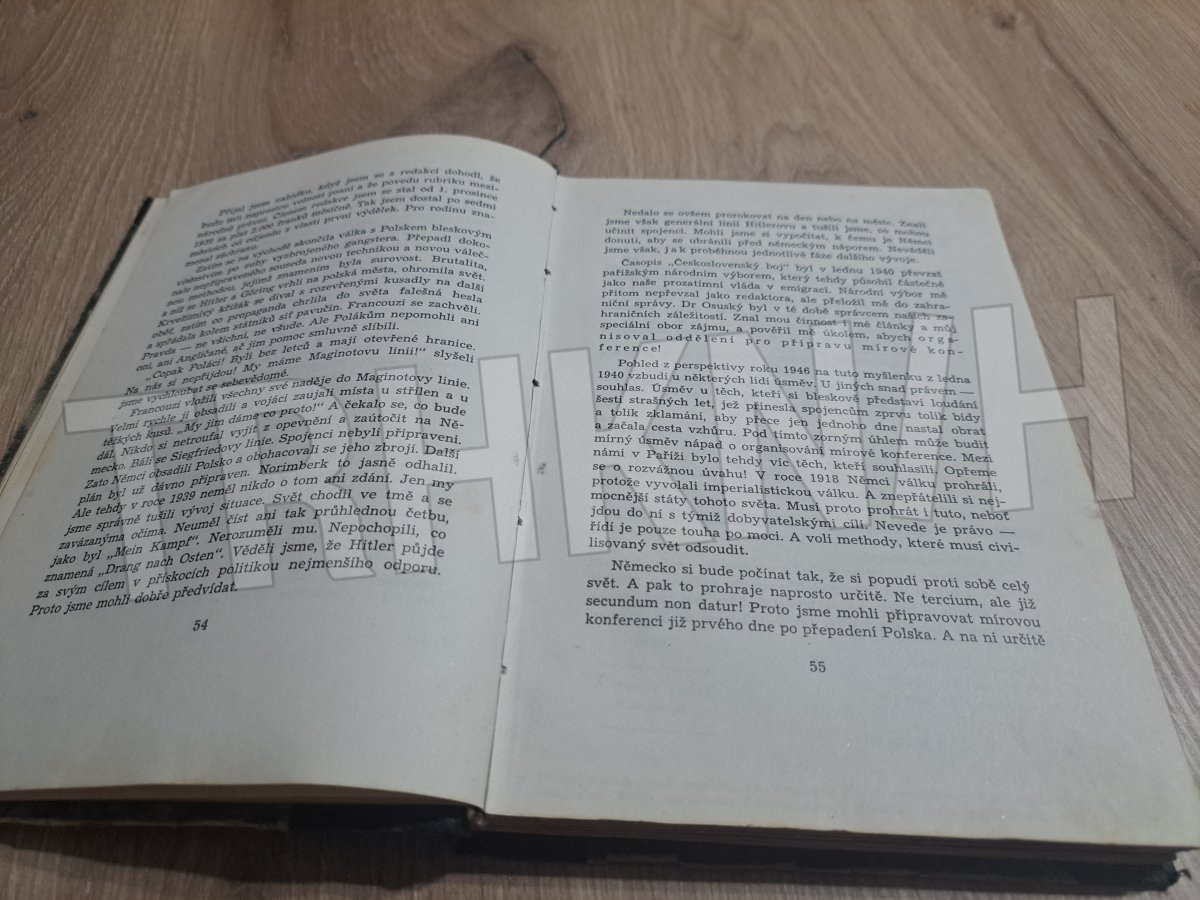 Přijal jsem nabídku, když jsem se s redakcí dohodl, že
budu mít naprostou volnost psaní a že povedu rubriku mezi-
národně právní. Členem redakce jsem se stal od 1. prosince
1939 za plat 2.000 franků měsíčně. Tak jsem dostal po sedmi
měsících od odjezdu z vlasti první výdělek. Pro rodinu zna-
menal záchranu.
Zatím se na východě skončila válka s Polskem bleskovým
vítězstvím po zuby vyzbrojeného gangstera. Přepadl doko-
nale nepřipraveného souseda novou technikou a novou váleč-
nou methodou, jejímž znamením byla surovost. Brutalita,
s níž se Hitler a Göring vrhli na polská města, ohromila svět.
Krvežíznivý křižák se díval s rozevřenými kusadly na další
oběť, zatím co propaganda chrlila do světa falešná hesla
a spřádala kolem státníků síť pavučin. Francouzi se zachvěli.
Pravda — ne všichni, ne všude. Ale Polákům nepomohli ani
oni, ani Angličané, ač jim pomoc smluvně slíbili.
„Copak Poláci! Byli bez letců a mají otevřené hranice.
Na nás si nepřijdou! My máme Maginotovu linii!“ slyšeli
jsme vychloubat se sebevědomé.
Francouzi vložili všechny své naděje do Maginotovy linie.
Velmi rychle ji obsadili a vojáci zaujali místa u střílen a u
těžkých kusů. „My jim dáme co proto!“ A čekalo se, co bude
dál. Nikdo si netroufal vyjít z opevnění a zaútočit na Ně-
mecko. Báli se Siegfriedovy linie. Spojenci nebyli připraveni.
Zato Němci obsadili Polsko a obohacovali se jeho zbrojí. Další
plán byl už dávno připraven. Norimberk to jasně odhalil.
Ale tehdy v roce 1939 neměl nikdo o tom ani zdání. Jen my
jsme správně tušili vývoj situace. Svět chodil ve tmě a se
zavázanýma očima. Neuměl číst ani tak průhlednou četbu,
jako byl „Mein Kampf“. Nerozuměli mu. Nepochopili, co
znamená „Drang nach Osten“. Věděli jsme, že Hitler půjde
za svým cílem v přískocích politikou nejmenšího odporu.
Proto jsme mohli dobře předvídat.
54
Nedalo se ovšem prorokovat na den nebo na měsíc. Znali
jsme však generální linii Hitlerovu a tušili jsme, co mohou
učinit spojenci. Mohli jsme si vypočítat, k čemu je Němci
donutí, aby se ubránili před německým náporem. Nevěděli
jsme však, jak proběhnou jednotlivé fáze dalšího vývoje.
Časopis „Československý boj“ byl v lednu 1940 převzat
pařížským národním výborem, který tehdy působil částečně
jako naše prozatímní vláda v emigraci. Národní výbor mě
přitom nepřevzal jako redaktora, ale přeložil mě do zahra-
niční správy. Dr Osuský byl v té době správcem našich za-
hraničních záležitostí. Znal mou činnost i mé články a můj
speciální obor zájmu, a pověřil mě úkolem, abych orga-
nisoval oddělení pro přípravu mírové kon-
ference!
Pohled z perspektivy roku 1946 na tuto myšlenku z ledna
1940 vzbudí u některých lidí úsměv. U jiných snad právem —
souhlas. Úsměv u těch, kteří si bleskově představí loudání
šesti strašných let, jež přinesla spojencům zprvu tolik bídy
a tolik zklamání, aby přece jen jednoho dne nastal obrat
a začala cesta vzhůru. Pod tímto zorným úhlem může budit
mírný úsměv nápad o organisování mírové konference. Mezi
námi v Paříži bylo tehdy víc těch, kteří souhlasili. Opřeme
se o rozvážnou úvahu! V roce 1918 Němci válku prohráli,
protože vyvolali imperialistickou válku. A znepřátelili si nej-
mocnější státy tohoto světa. Musí proto prohrát i tuto, neboť
jdou do ní s týmiž dobyvatelskými cíli. Nevede je právo —
řídí je pouze touha po moci. A volí methody, které musí civi-
lisovaný svět odsoudit.
Německo si bude počínat tak, že si popudí proti sobě celý
svět. A pak to prohraje naprosto určitě. Ne tercium, ale již
secundum non datur! Proto jsme mohli připravovat mírovou
konferenci již prvého dne po přepadení Polska. A na ni určitě
55
TRHKNIH